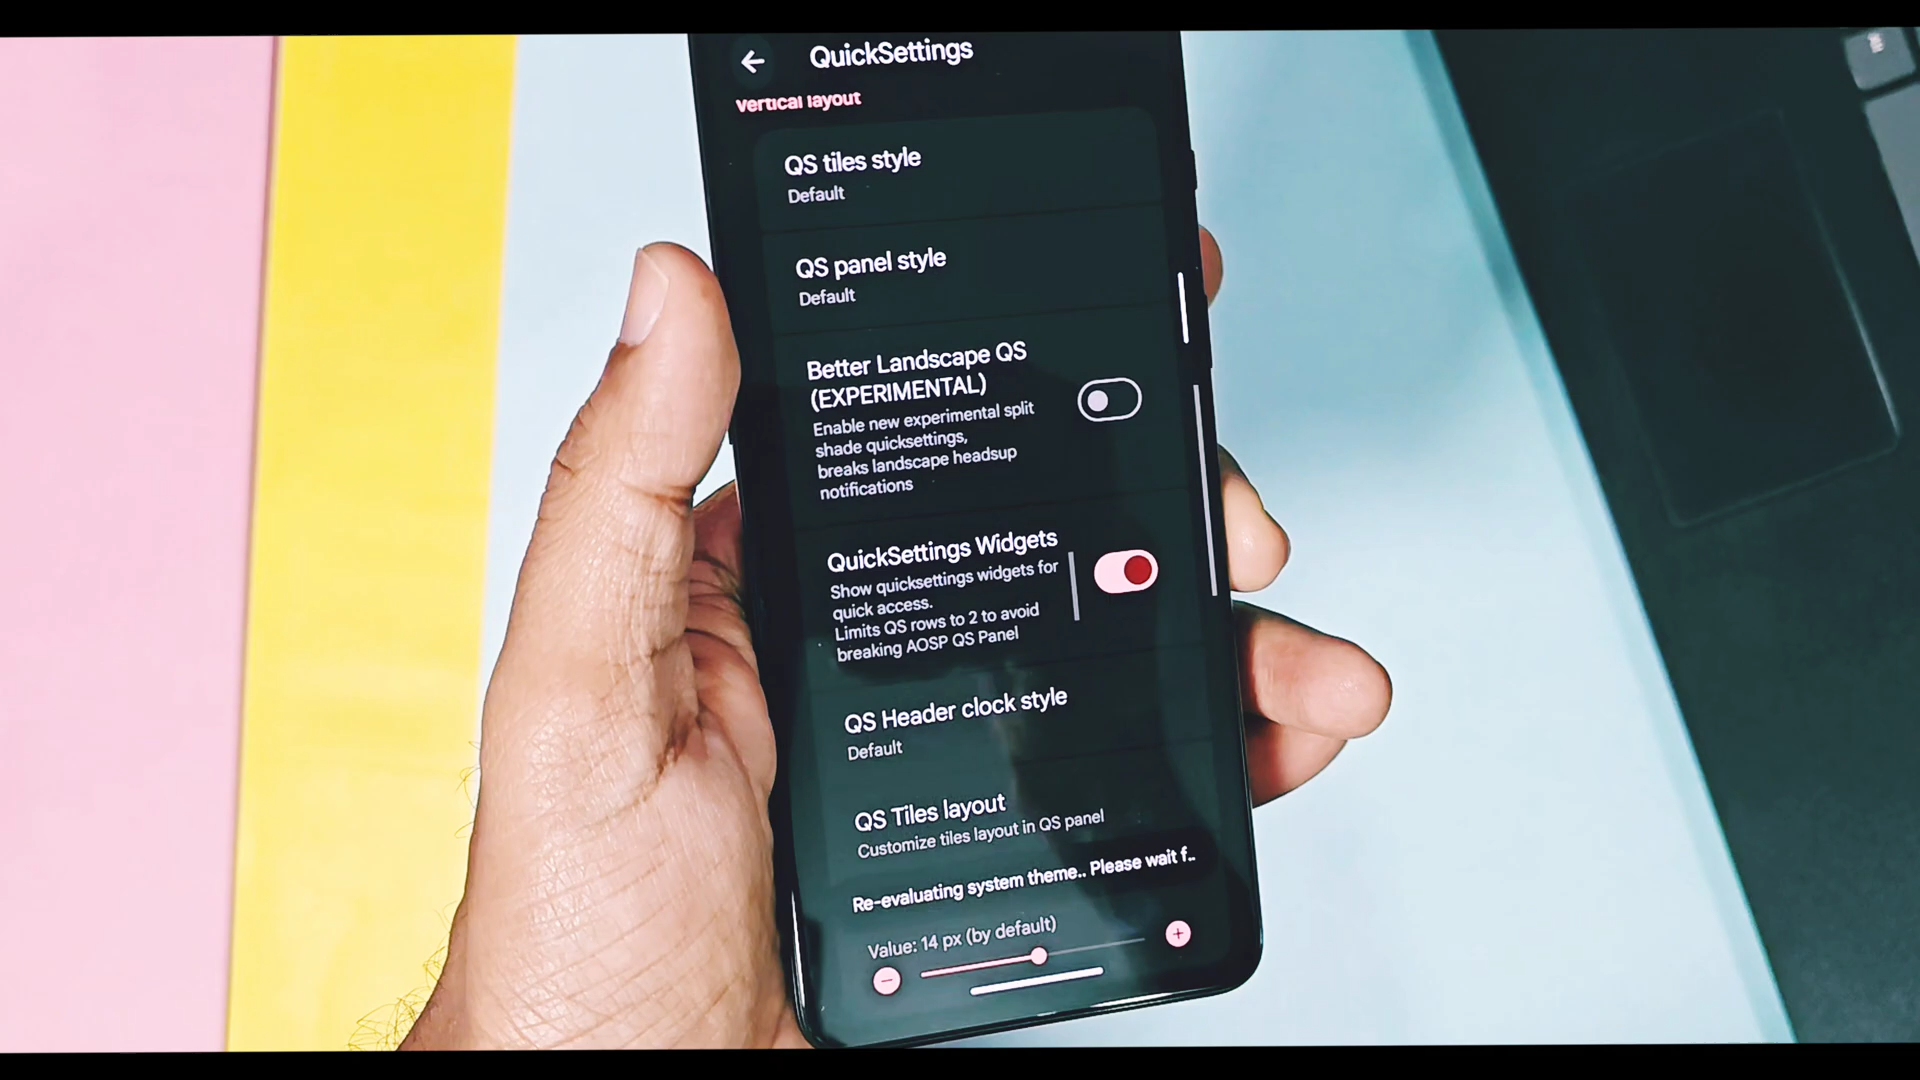 QuickSettings
Vertical layout
QS tiles style
Default
QS panel style
Default
Better Landscape QS
(EXPERIMENTAL)
Enable new experimental split
shade quicksettings,
breaks landscape headsup
notifications
QuickSettings Widgets
Show quicksettings widgets for
quick access.
Limits QS rows to 2 to avoid
breaking AOSP QS Panel
QS Header clock style
Default
QS Tiles layout
Customize tiles layout in QS panel
Re-evaluating system theme.. Please wait f..
Value: 14 px (by default)